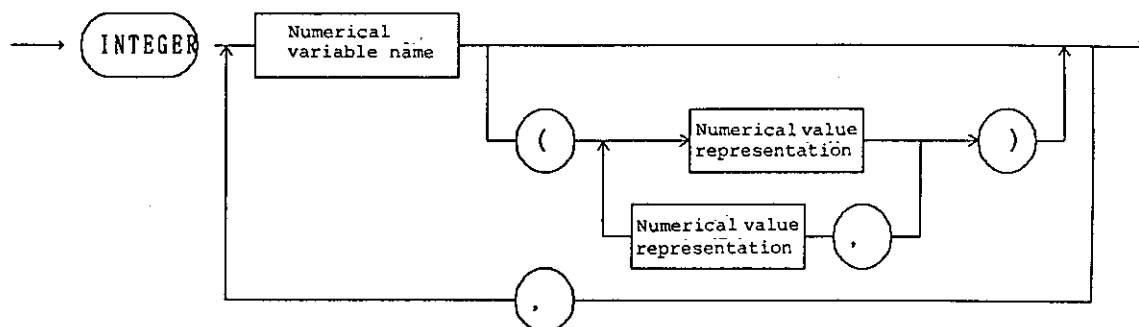 INTEGER
Numerical
variable name
(
Numerical value
representation
)
Numerical value
representation
,
,